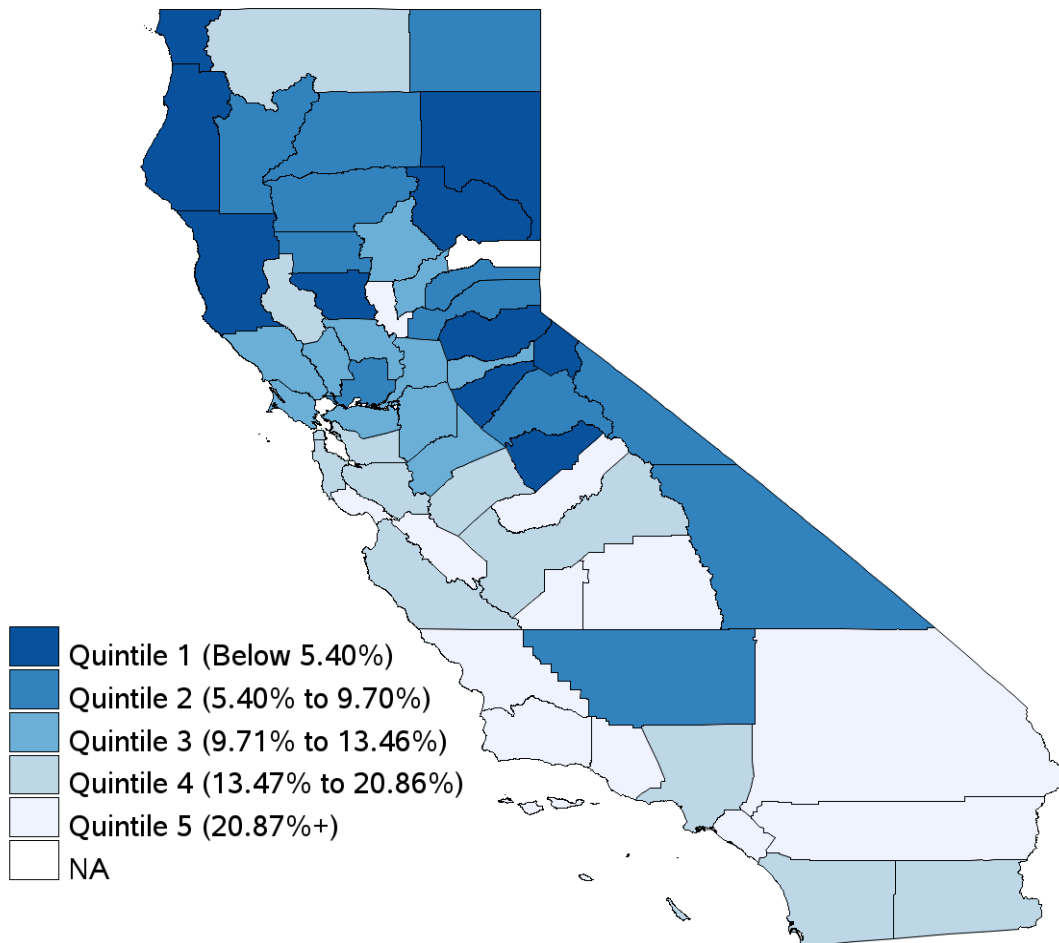 Quintile 1 (Below 5.40%)
Quintile 2 (5.40% to 9.70%)
Quintile 3 (9.71% to 13.46%)
Quintile 4 (13.47% to 20.86%)
Quintile 5 (20.87%+)
NA